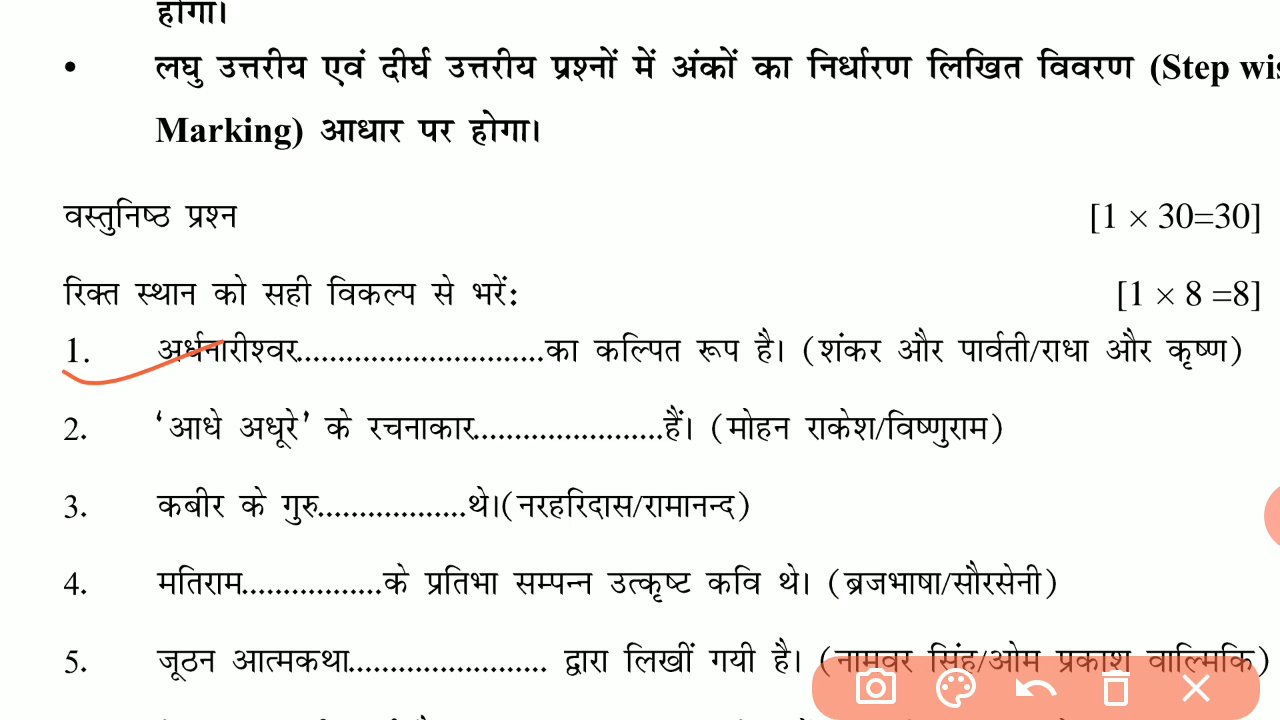 होगा।
• लघु उत्तरीय एवं दीर्घ उत्तरीय प्रश्नों में अंकों का निर्धारण लिखित विवरण (Step wis
Marking) आधार पर होगा।
वस्तुनिष्ठ प्रश्न [1 × 30=30]
रिक्त स्थान को सही विकल्प से भरें: [1 × 8 =8]
1. अर्धनारीश्वर..............................का कल्पित रूप है। (शंकर और पार्वती/राधा और कृष्ण)
2. ‘आधे अधूरे’ के रचनाकार.......................हैं। (मोहन राकेश/विष्णुराम)
3. कबीर के गुरु..................थे।(नरहरिदास/रामानन्द)
4. मतिराम.................के प्रतिभा सम्पन्न उत्कृष्ट कवि थे। (ब्रजभाषा/सौरसेनी)
5. जूठन आत्मकथा........................ द्वारा लिखीं गयी है। (नामवर सिंह/ओम प्रकाश वाल्मिकि)